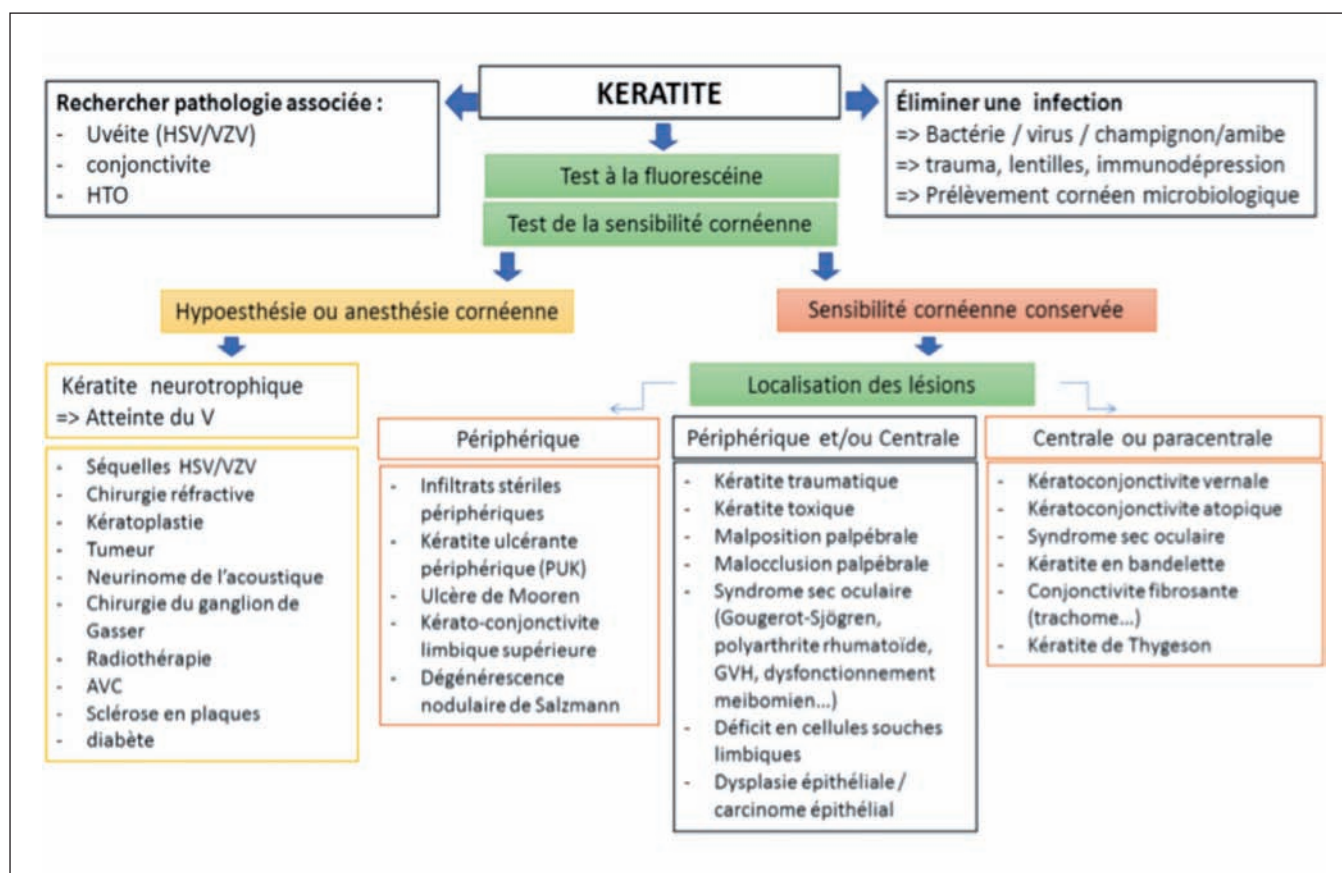 KERATITE
Rechercher pathologie associée :
- Uvéite (HSV/VZV)
- conjonctivite
- HTO
Éliminer une infection
=> Bactérie / virus / champignon/amibe
=> trauma, lentilles, immunodépression
=> Prélèvement cornéen microbiologique
Test à la fluorescéine
Test de la sensibilité cornéenne
Hypoesthésie ou anesthésie cornéenne
Sensibilité cornéenne conservée
Kératite neurotrophique
=> Atteinte du V
- Séquelles HSV/VZV
- Chirurgie réfractive
- Kératoplastie
- Tumeur
- Neurinome de l'acoustique
- Chirurgie du ganglion de
Gasser
- Radiothérapie
- AVC
- Sclérose en plaques
- diabète
Localisation des lésions
Périphérique
- Infiltrats stériles
périphériques
- Kératite ulcérante
périphérique (PUK)
- Ulcère de Mooren
- Kérato-conjonctivite
limbique supérieure
- Dégénérescence
nodulaire de Salzmann
Périphérique et/ou Centrale
- Kératite traumatique
- Kératite toxique
- Malposition palpébrale
- Malocclusion palpébrale
- Syndrome sec oculaire
(Gougerot-Sjögren,
polyarthrite rhumatoïde,
GVH, dysfonctionnement
meibomien...)
- Déficit en cellules souches
limbiques
- Dysplasie épithéliale /
carcinome épithélial
Centrale ou paracentrale
- Kératoconjonctivite vernale
- Kératoconjonctivite atopique
- Syndrome sec oculaire
- Kératite en bandelette
- Conjonctivite fibrosante
(trachome...)
- Kératite de Thygeson